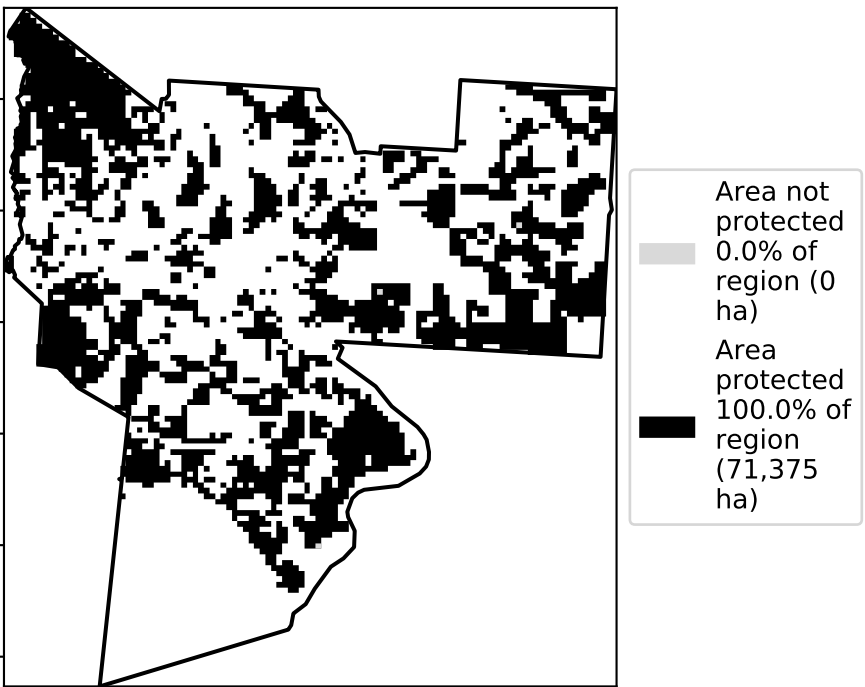 Area not
protected
0.0% of
region (0
ha)
Area
protected
100.0% of
region
(71,375
ha)